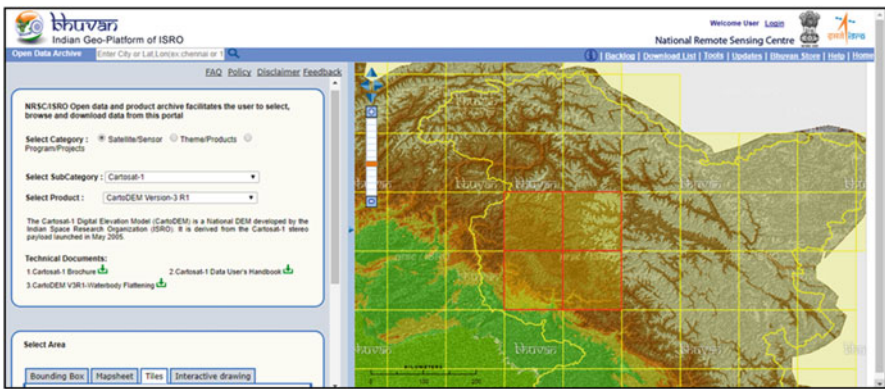 bhuvan
Indian Geo-Platform of ISRO
Welcome User Login
National Remote Sensing Centre
Open Data Archive
Enter City or Lat,Lon(ex:chennai or 1
| Backlog | Download List | Tools | Updates | Bhuvan Store | Help | Home
FAQ Policy Disclaimer Feedback
NRSC/ISRO Open data and product archive facilitates the user to select,
browse and download data from this portal
Select Category : Satellite/Sensor Theme/Products
Program/Projects
Select SubCategory : Cartosat-1
Select Product : CartoDEM Version-3 R1
The Cartosat-1 Digital Elevation Model (CartoDEM) is a National DEM developed by the
Indian Space Research Organization (ISRO). It is derived from the Cartosat-1 stereo
payload launched in May 2005.
Technical Documents:
1.Cartosat-1 Brochure 2.Cartosat-1 Data User's Handbook
3.CartoDEM V3R1-Waterbody Flattening
Select Area
Bounding Box Mapsheet Tiles Interactive drawing
bhuvan
bhuvan bhuvan bhuvan
bhuvan bhuvan bhuvan
KILOMETERS
0 100 200